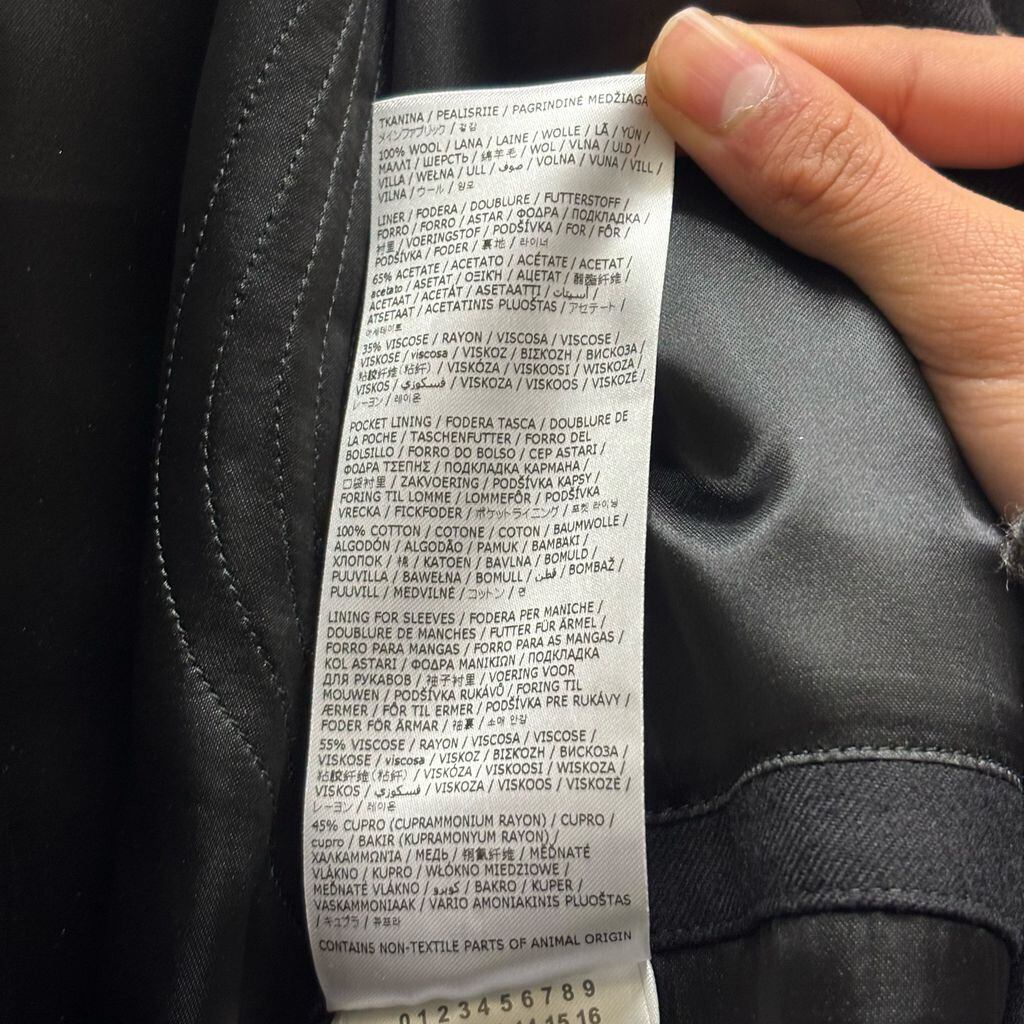 TKANINA / PEALISRIIE / PAGRINDINĖ MEDŽIAGA
メインファブリック / 겉감
100% WOOL / LANA / LAINE / WOLLE / LÃ / YÜN /
ΜΑΛΛΙ / ШЕРСТЬ / 绵羊毛 / WOL / VLNA / ULD /
VILLA / WEŁNA / ULL / صوف / VOLNA / VUNA / VILL /
VILNA / ウール / 양모
LINER / FODERA / DOUBLURE / FUTTERSTOFF /
FORRO / FORRO / ASTAR / ΦΟΔΡΑ / ПОДКЛАДКА /
衬里 / VOERINGSTOF / PODŠÍVKA / FOR / FÔR /
PODŠÍVKA / FODER / 裏地 / 라이너
65% ACETATE / ACETATO / ACÉTATE / ACETAT /
acetato / ASETAT / ΟΞΙΚΉ / АЦЕТАТ / 醋酯纤维 /
ACETAAT / ACETÁT / ASETAATTI / أسيتات /
ATSETAAT / ACETATINIS PLUOŠTAS / アセテート /
아세테이트
35% VISCOSE / RAYON / VISCOSA / VISCOSE /
VISKOSE / viscosa / VISKOZ / ΒΙΣΚΌΖΗ / ВИСКОЗА /
粘胶纤维(粘纤) / VISKÓZA / VISKOOSI / WISKOZA /
VISKOS / فسكوزي / VISKOZA / VISKOOS / VISKOZĖ /
レーヨン / 레이온
POCKET LINING / FODERA TASCA / DOUBLURE DE
LA POCHE / TASCHENFUTTER / FORRO DEL
BOLSILLO / FORRO DO BOLSO / CEP ASTARI /
ΦΟΔΡΑ ΤΣΕΠΗΣ / ПОДКЛАДКА КАРМАНА /
口袋衬里 / ZAKVOERING / PODŠÍVKA KAPSY /
FORING TIL LOMME / LOMMEFÔR / PODŠÍVKA
VRECKA / FICKFODER / ポケットライニング / 포켓 라이닝
100% COTTON / COTONE / COTON / BAUMWOLLE /
ALGODÓN / ALGODÃO / PAMUK / ΒΑΜΒΑΚΙ /
ХЛОПОК / 棉 / KATOEN / BAVLNA / BOMULD /
PUUVILLA / BAWEŁNA / BOMULL / قطن / BOMBAŽ /
PUUVILL / MEDVILNĖ / コットン / 면
LINING FOR SLEEVES / FODERA PER MANICHE /
DOUBLURE DE MANCHES / FUTTER FÜR ÄRMEL /
FORRO PARA MANGAS / FORRO PARA AS MANGAS /
KOL ASTARI / ΦΟΔΡΑ ΜΑΝΙΚΙΩΝ / ПОДКЛАДКА
ДЛЯ РУКАВОВ / 袖子衬里 / VOERING VOOR
MOUWEN / PODŠÍVKA RUKÁVŮ / FORING TIL
ÆRMER / FÔR TIL ERMER / PODŠÍVKA PRE RUKÁVY /
FODER FÖR ÄRMAR / 袖裏 / 소매 안감
55% VISCOSE / RAYON / VISCOSA / VISCOSE /
VISKOSE / viscosa / VISKOZ / ΒΙΣΚΌΖΗ / ВИСКОЗА /
粘胶纤维(粘纤) / VISKÓZA / VISKOOSI / WISKOZA /
VISKOS / فسكوزي / VISKOZA / VISKOOS / VISKOZĖ /
レーヨン / 레이온
45% CUPRO (CUPRAMMONIUM RAYON) / CUPRO /
cupro / BAKIR (KUPRAMONYUM RAYON) /
ΧΑΛΚΑΜΜΩΝΊΑ / МЕДЬ / 铜氨纤维 / MEĎNATÉ
VLÁKNO / KUPRO / WŁÓKNO MIEDZIOWE /
MEĎNATÉ VLÁKNO / كوبرو / BAKRO / KUPER /
VASKAMMONIAAK / VARIO AMONIAKINIS PLUOŠTAS
/ キュプラ / 큐프라
CONTAINS NON-TEXTILE PARTS OF ANIMAL ORIGIN
0 1 2 3 4 5 6 7 8 9
14 15 16